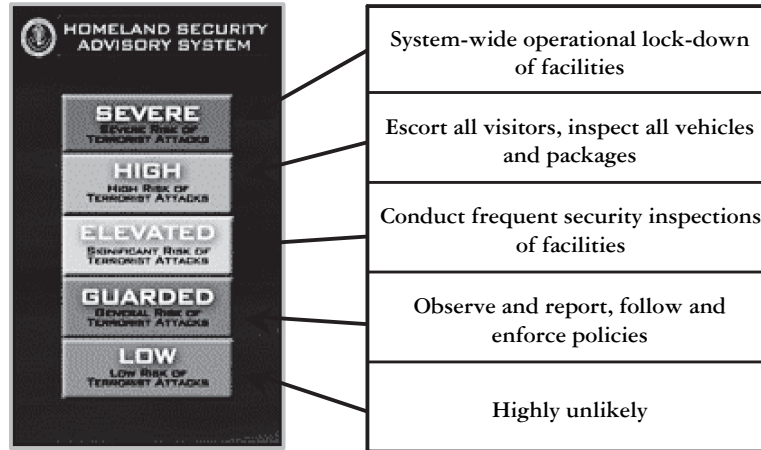 HOMELAND SECURITY
ADVISORY SYSTEM
SEVERE
SEVERE RISK OF
TERRORIST ATTACKS
HIGH
HIGH RISK OF
TERRORIST ATTACKS
ELEVATED
SIGNIFICANT RISK OF
TERRORIST ATTACKS
GUARDED
GENERAL RISK OF
TERRORIST ATTACKS
LOW
LOW RISK OF
TERRORIST ATTACKS
System-wide operational lock-down
of facilities
Escort all visitors, inspect all vehicles
and packages
Conduct frequent security inspections
of facilities
Observe and report, follow and
enforce policies
Highly unlikely